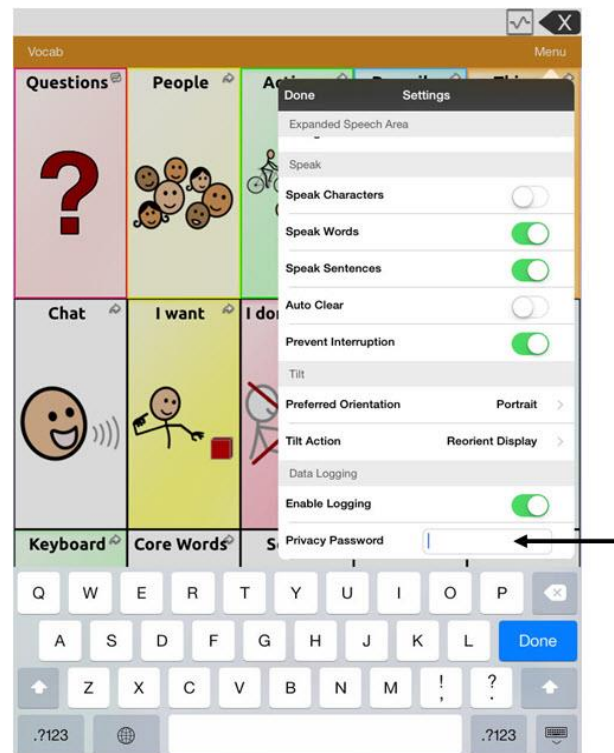 X
Vocab Menu
Questions People
Done Settings
Expanded Speech Area
Speak
Speak Characters
Speak Words
Speak Sentences
Auto Clear
Prevent Interruption
Tilt
Preferred Orientation Portrait
Tilt Action Reorient Display
Data Logging
Enable Logging
Privacy Password
Chat I want I do
Keyboard Core Words
Q W E R T Y U I O P
A S D F G H J K L Done
Z X C V B N M ! , ? .
.?123 .?123